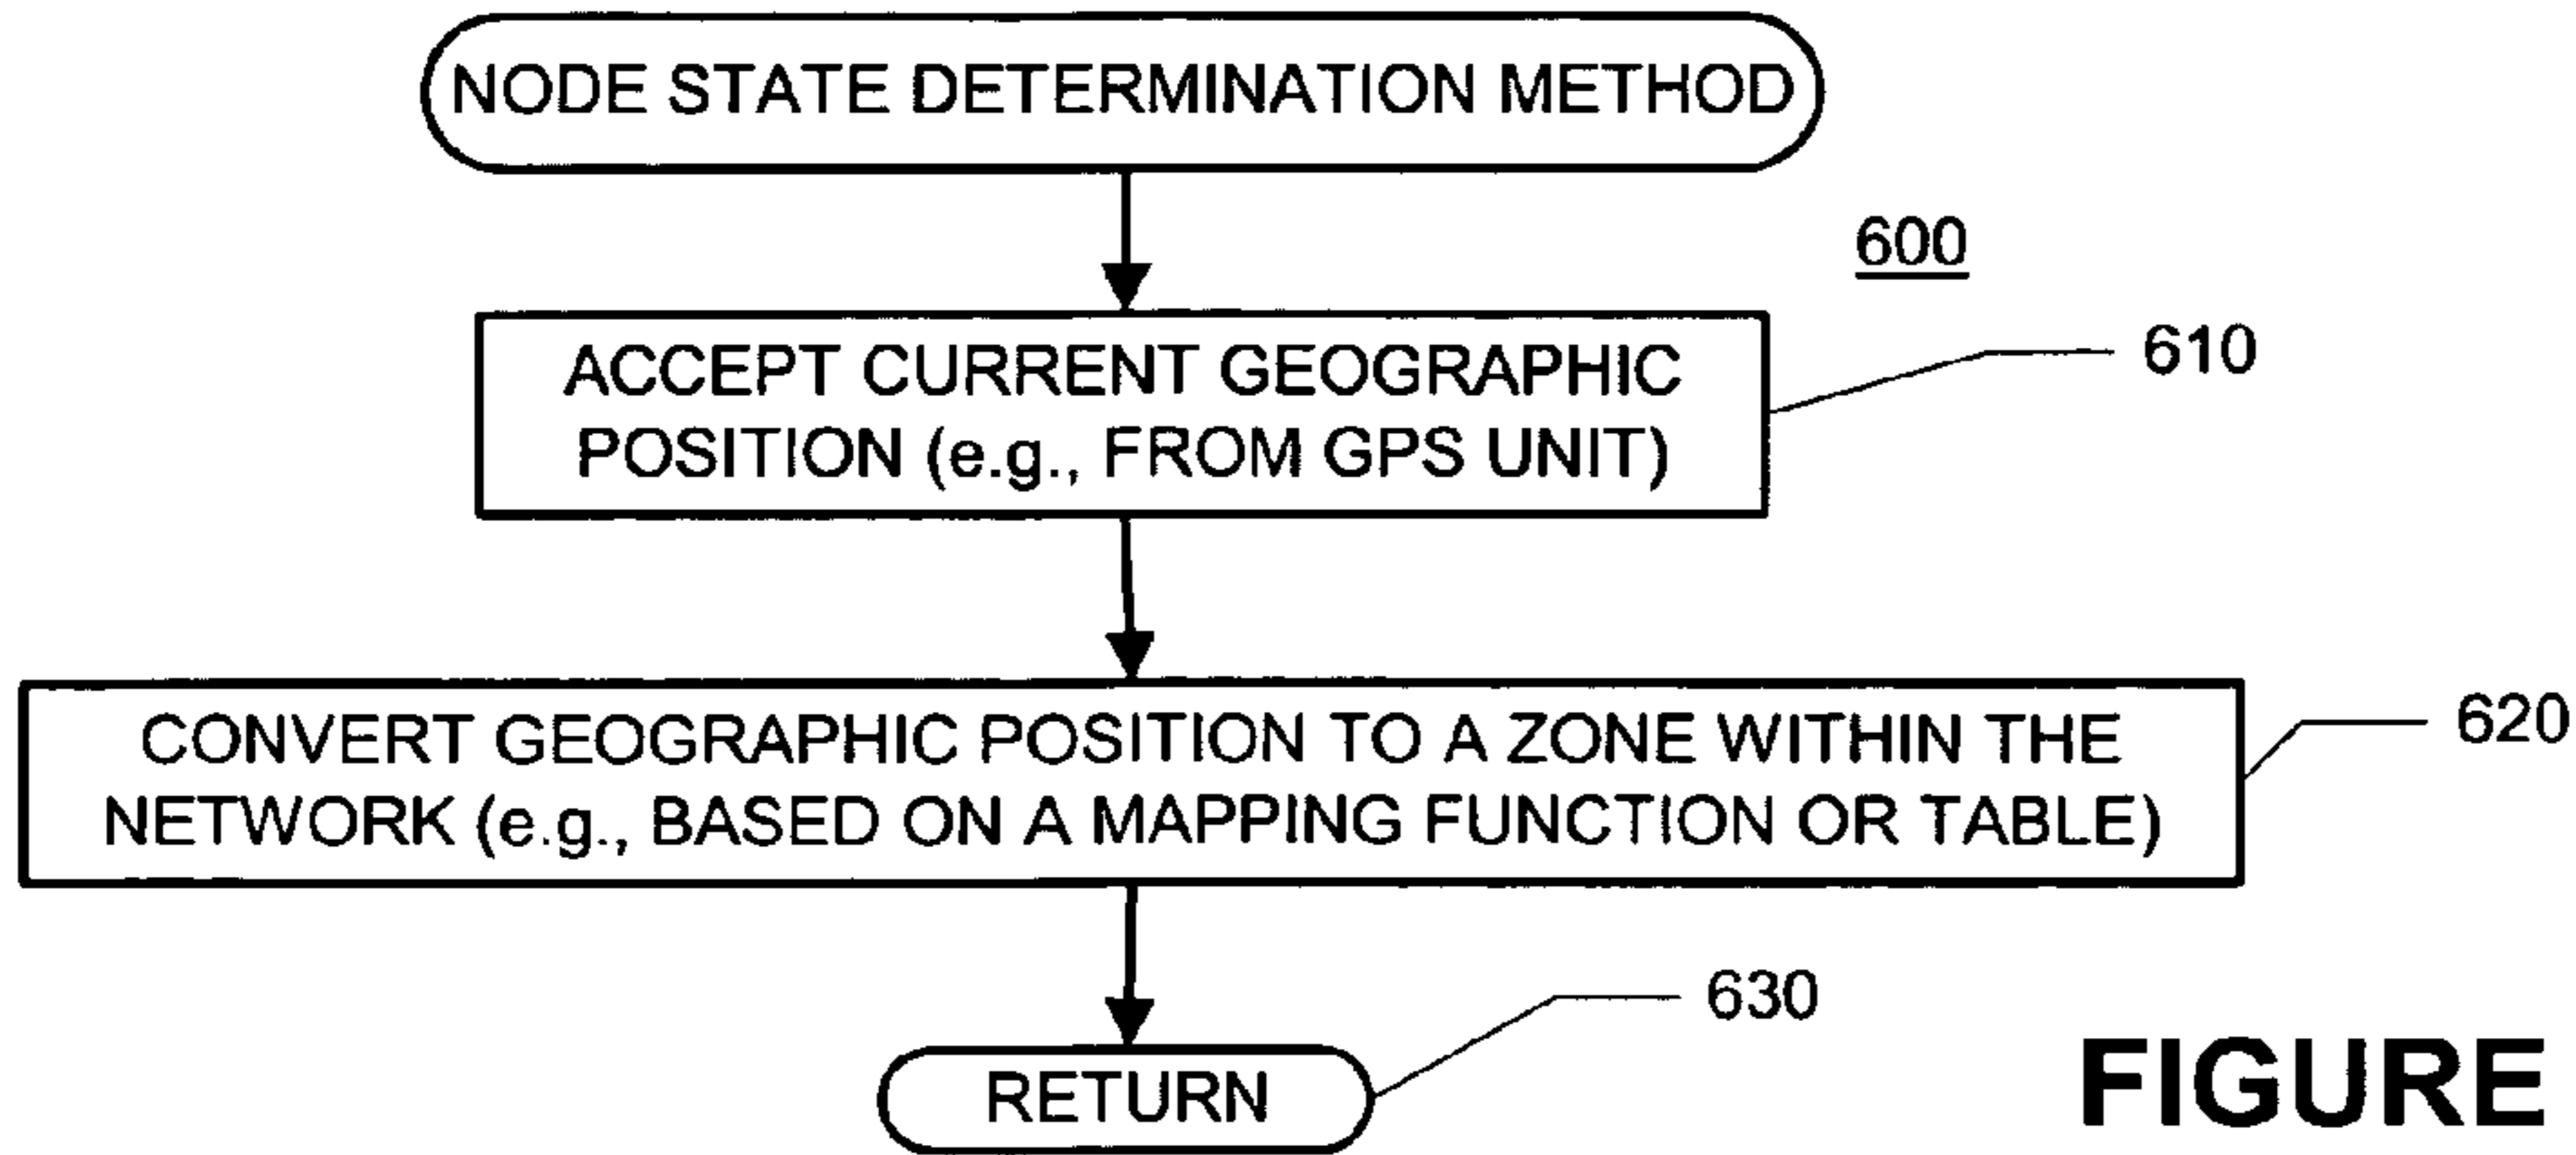 NODE STATE DETERMINATION METHOD
600
ACCEPT CURRENT GEOGRAPHIC
POSITION (e.g., FROM GPS UNIT)
610
CONVERT GEOGRAPHIC POSITION TO A ZONE WITHIN THE
NETWORK (e.g., BASED ON A MAPPING FUNCTION OR TABLE)
620
RETURN
630
FIGURE